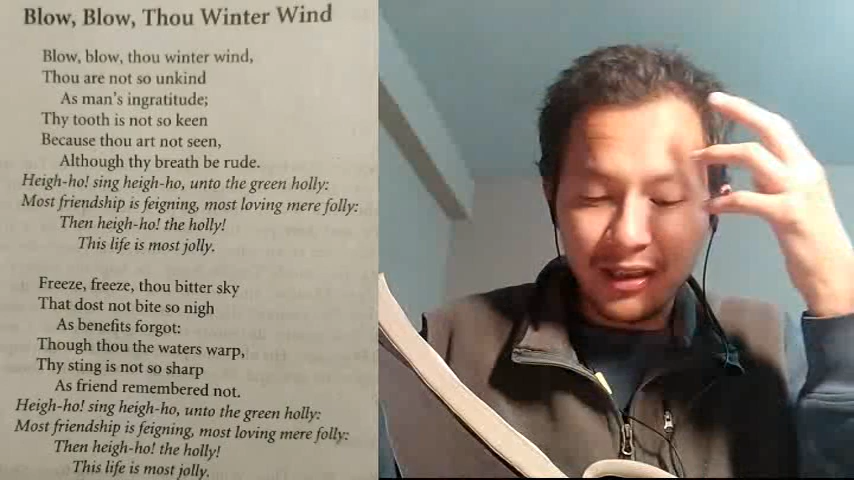 Blow, Blow, Thou Winter Wind
Blow, blow, thou winter wind,
Thou are not so unkind
As man's ingratitude;
Thy tooth is not so keen
Because thou art not seen,
Although thy breath be rude.
Heigh-ho! sing heigh-ho, unto the green holly:
Most friendship is feigning, most loving mere folly:
Then heigh-ho! the holly!
This life is most jolly.
Freeze, freeze, thou bitter sky
That dost not bite so nigh
As benefits forgot:
Though thou the waters warp,
Thy sting is not so sharp
As friend remembered not.
Heigh-ho! sing heigh-ho, unto the green holly:
Most friendship is feigning, most loving mere folly:
Then heigh-ho! the holly!
This life is most jolly.